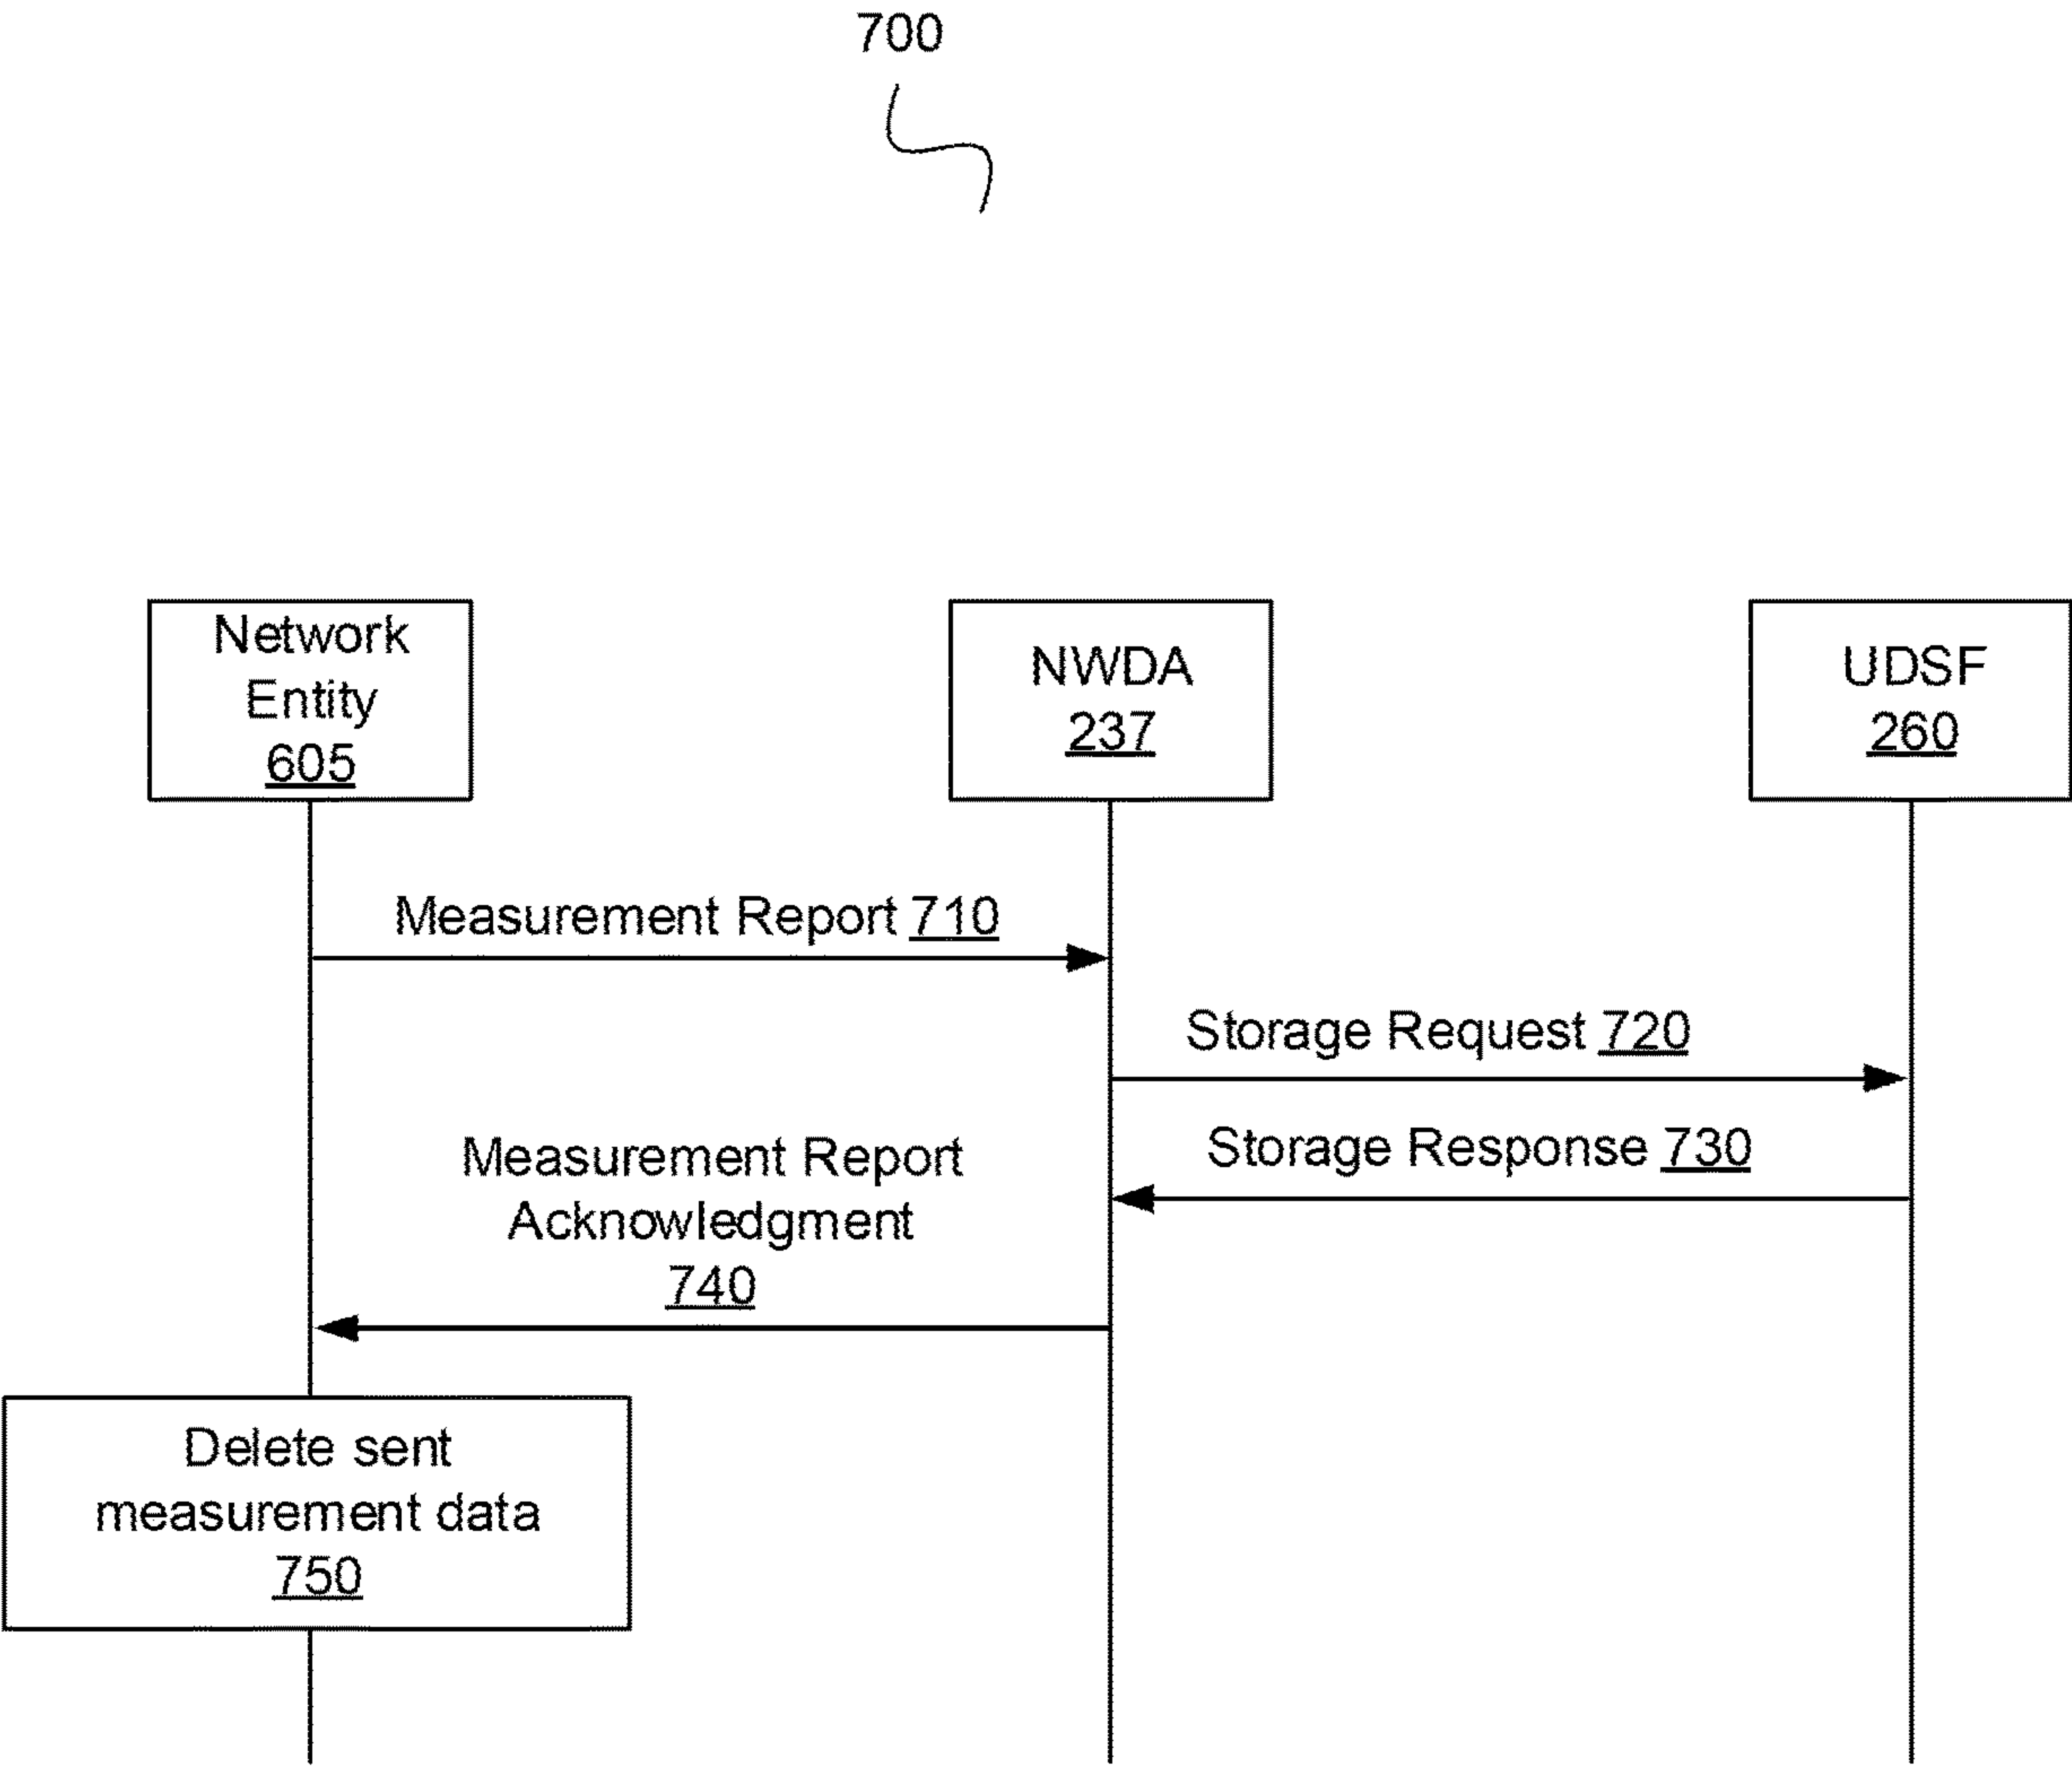 700
Network
Entity
605
NWDA
237
UDSF
260
Measurement Report 710
Storage Request 720
Storage Response 730
Measurement Report
Acknowledgment
740
Delete sent
measurement data
750